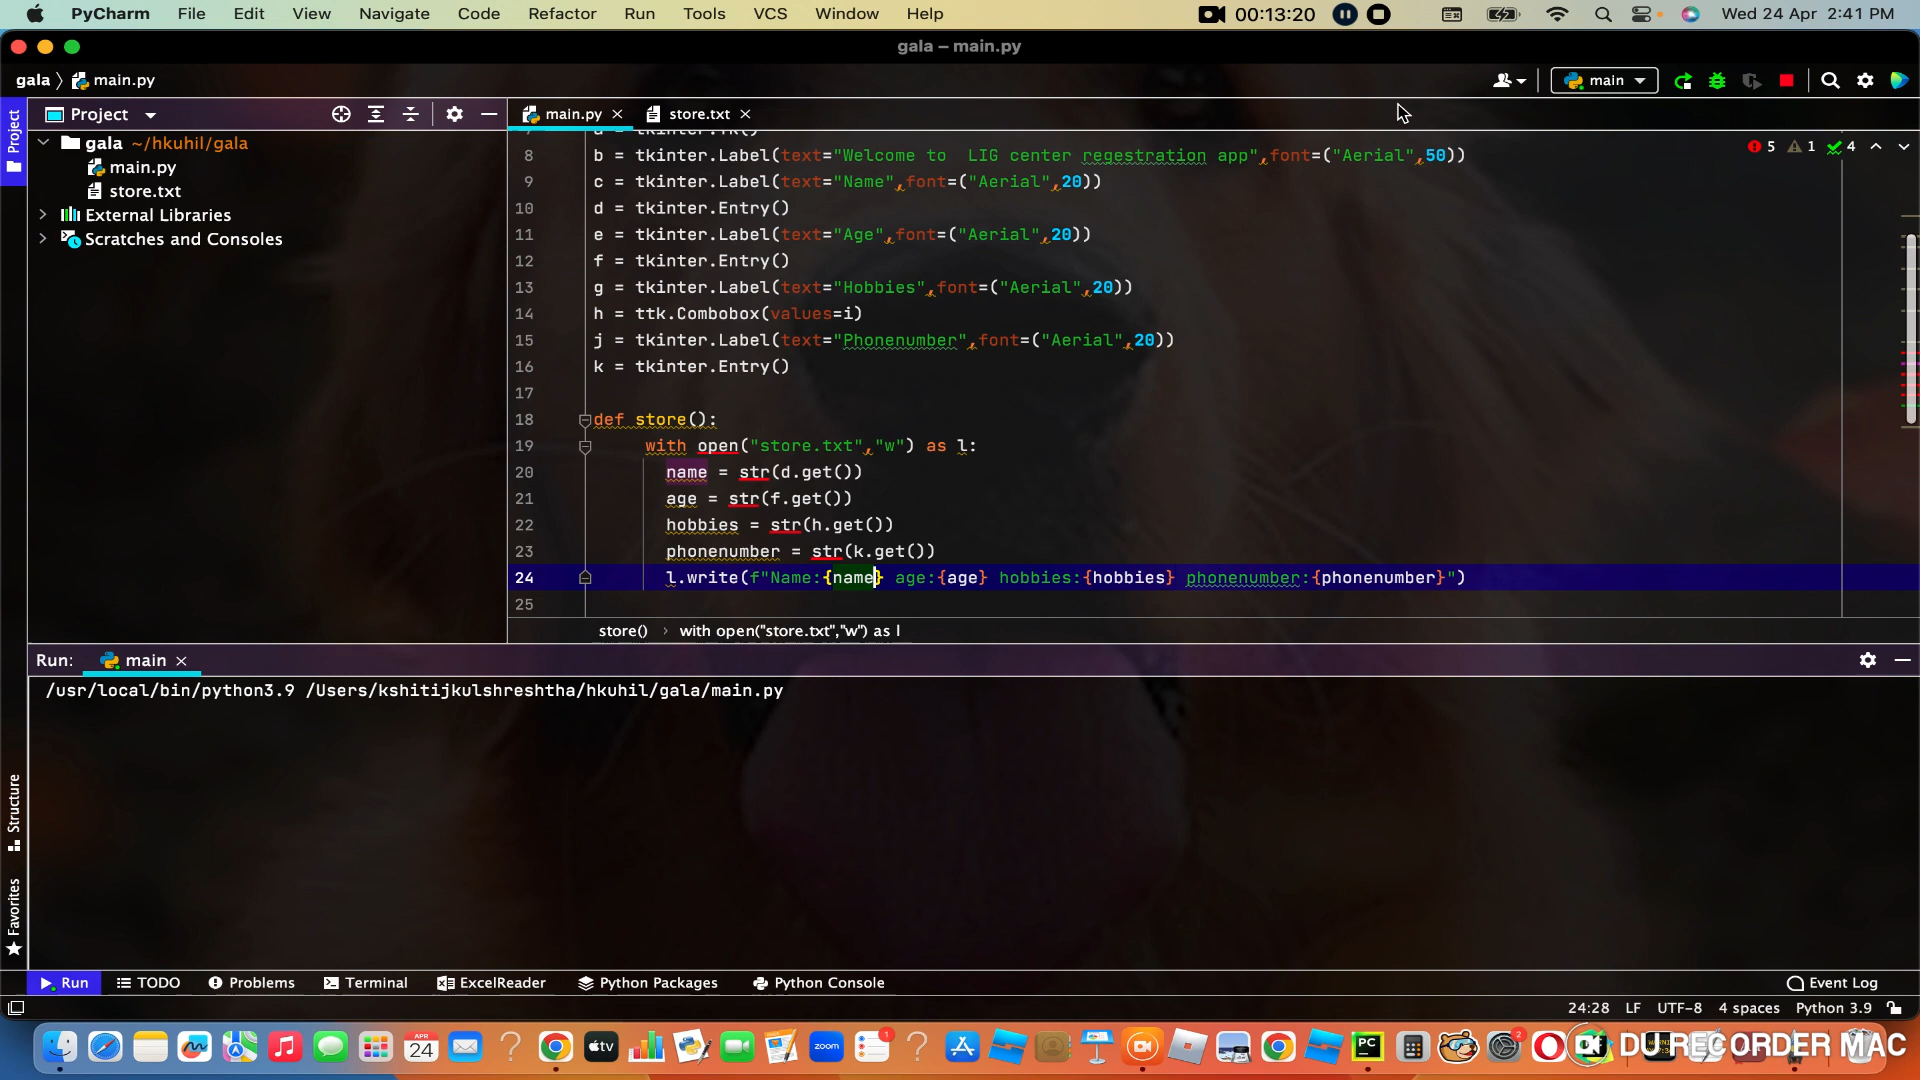 PyCharm File Edit View Navigate Code Refactor Run Tools VCS Window Help 00:13:20 Wed 24 Apr 2:41 PM
gala – main.py
gala main.py main
Project main.py store.txt
Project
gala ~/hkuhil/gala
main.py
store.txt
External Libraries
Scratches and Consoles
8 b = tkinter.Label(text="Welcome to  LIG center regestration app",font=("Aerial",50))
5 1 4
9 c = tkinter.Label(text="Name",font=("Aerial",20))
10 d = tkinter.Entry()
11 e = tkinter.Label(text="Age",font=("Aerial",20))
12 f = tkinter.Entry()
13 g = tkinter.Label(text="Hobbies",font=("Aerial",20))
14 h = ttk.Combobox(values=i)
15 j = tkinter.Label(text="Phonenumber",font=("Aerial",20))
16 k = tkinter.Entry()
17
18 def store():
19 with open("store.txt","w") as l:
20 name = str(d.get())
21 age = str(f.get())
22 hobbies = str(h.get())
23 phonenumber = str(k.get())
24 l.write(f"Name:{name} age:{age} hobbies:{hobbies} phonenumber:{phonenumber}")
25
store() › with open("store.txt","w") as l
Run: main
/usr/local/bin/python3.9 /Users/kshitijkulshreshtha/hkuhil/gala/main.py
Structure
Favorites
Run TODO Problems Terminal ExcelReader Python Packages Python Console Event Log
24:28 LF UTF-8 4 spaces Python 3.9
APR
24
tv
zoom
1
PC
2
DU RECORDER MAC